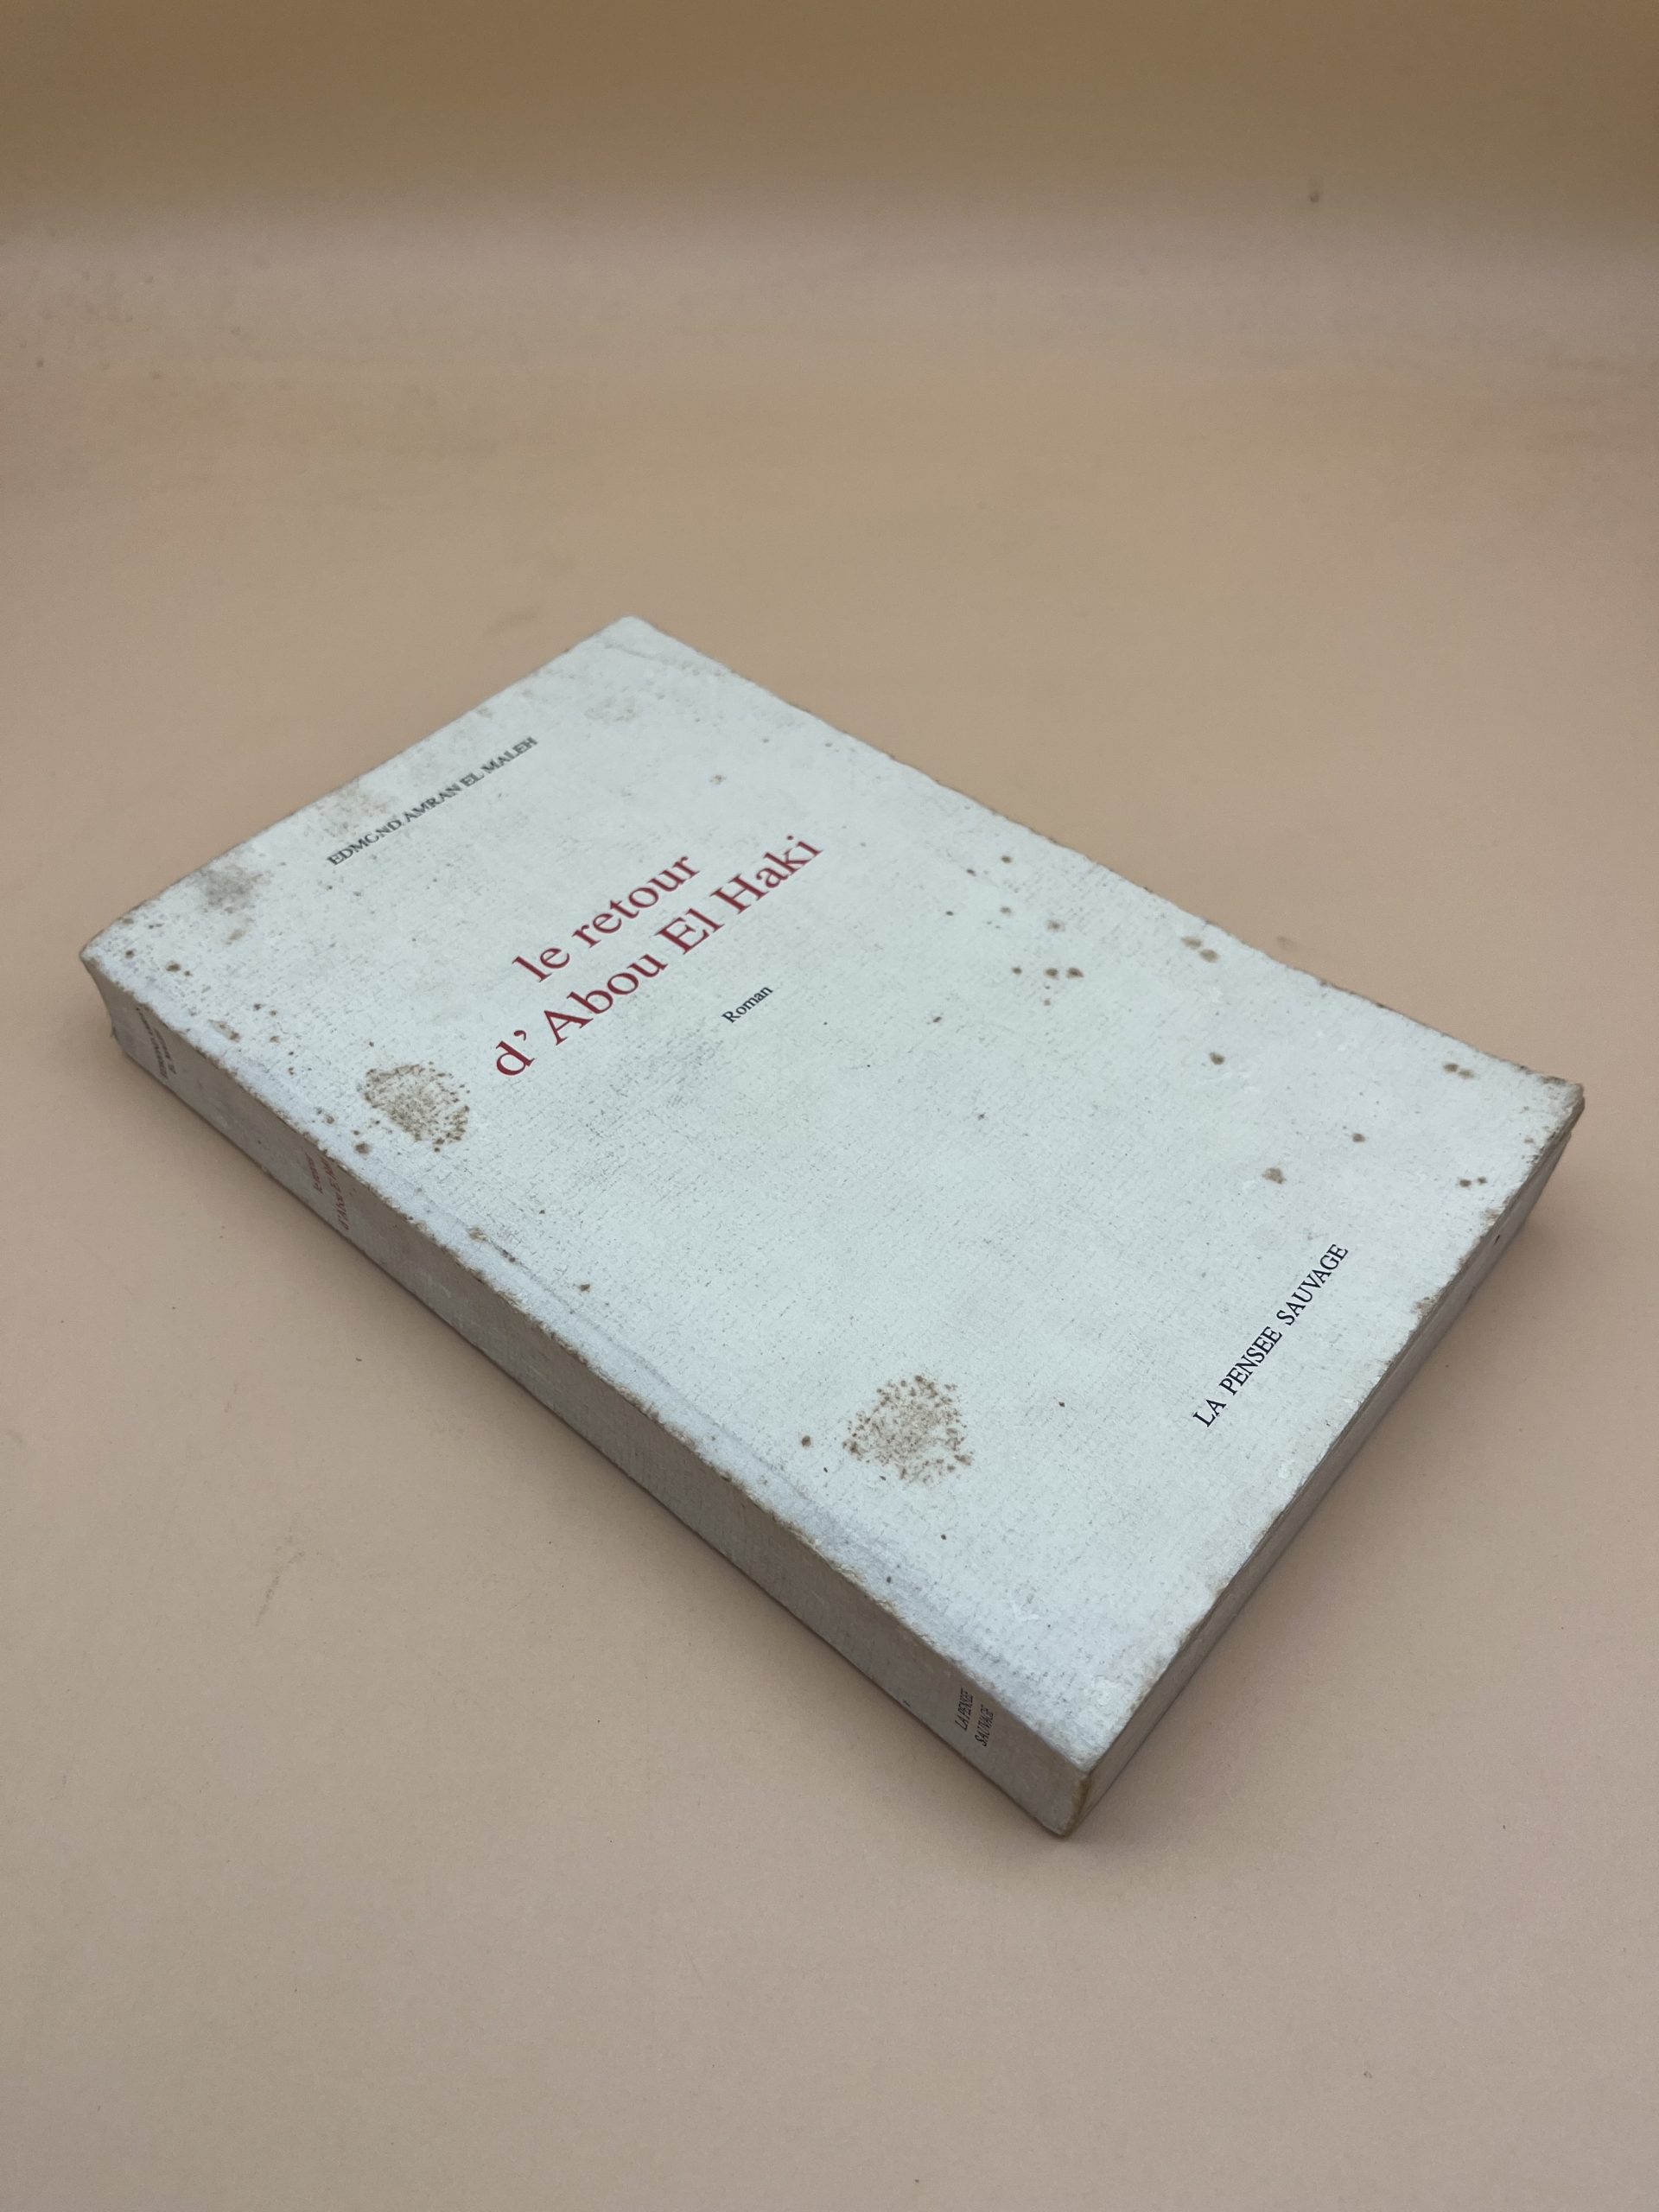 EDMOND AMRAN EL MALEH
le retour
d' Abou El Haki
Roman
LA PENSEE SAUVAGE
LA PENSEE
SAUVAGE